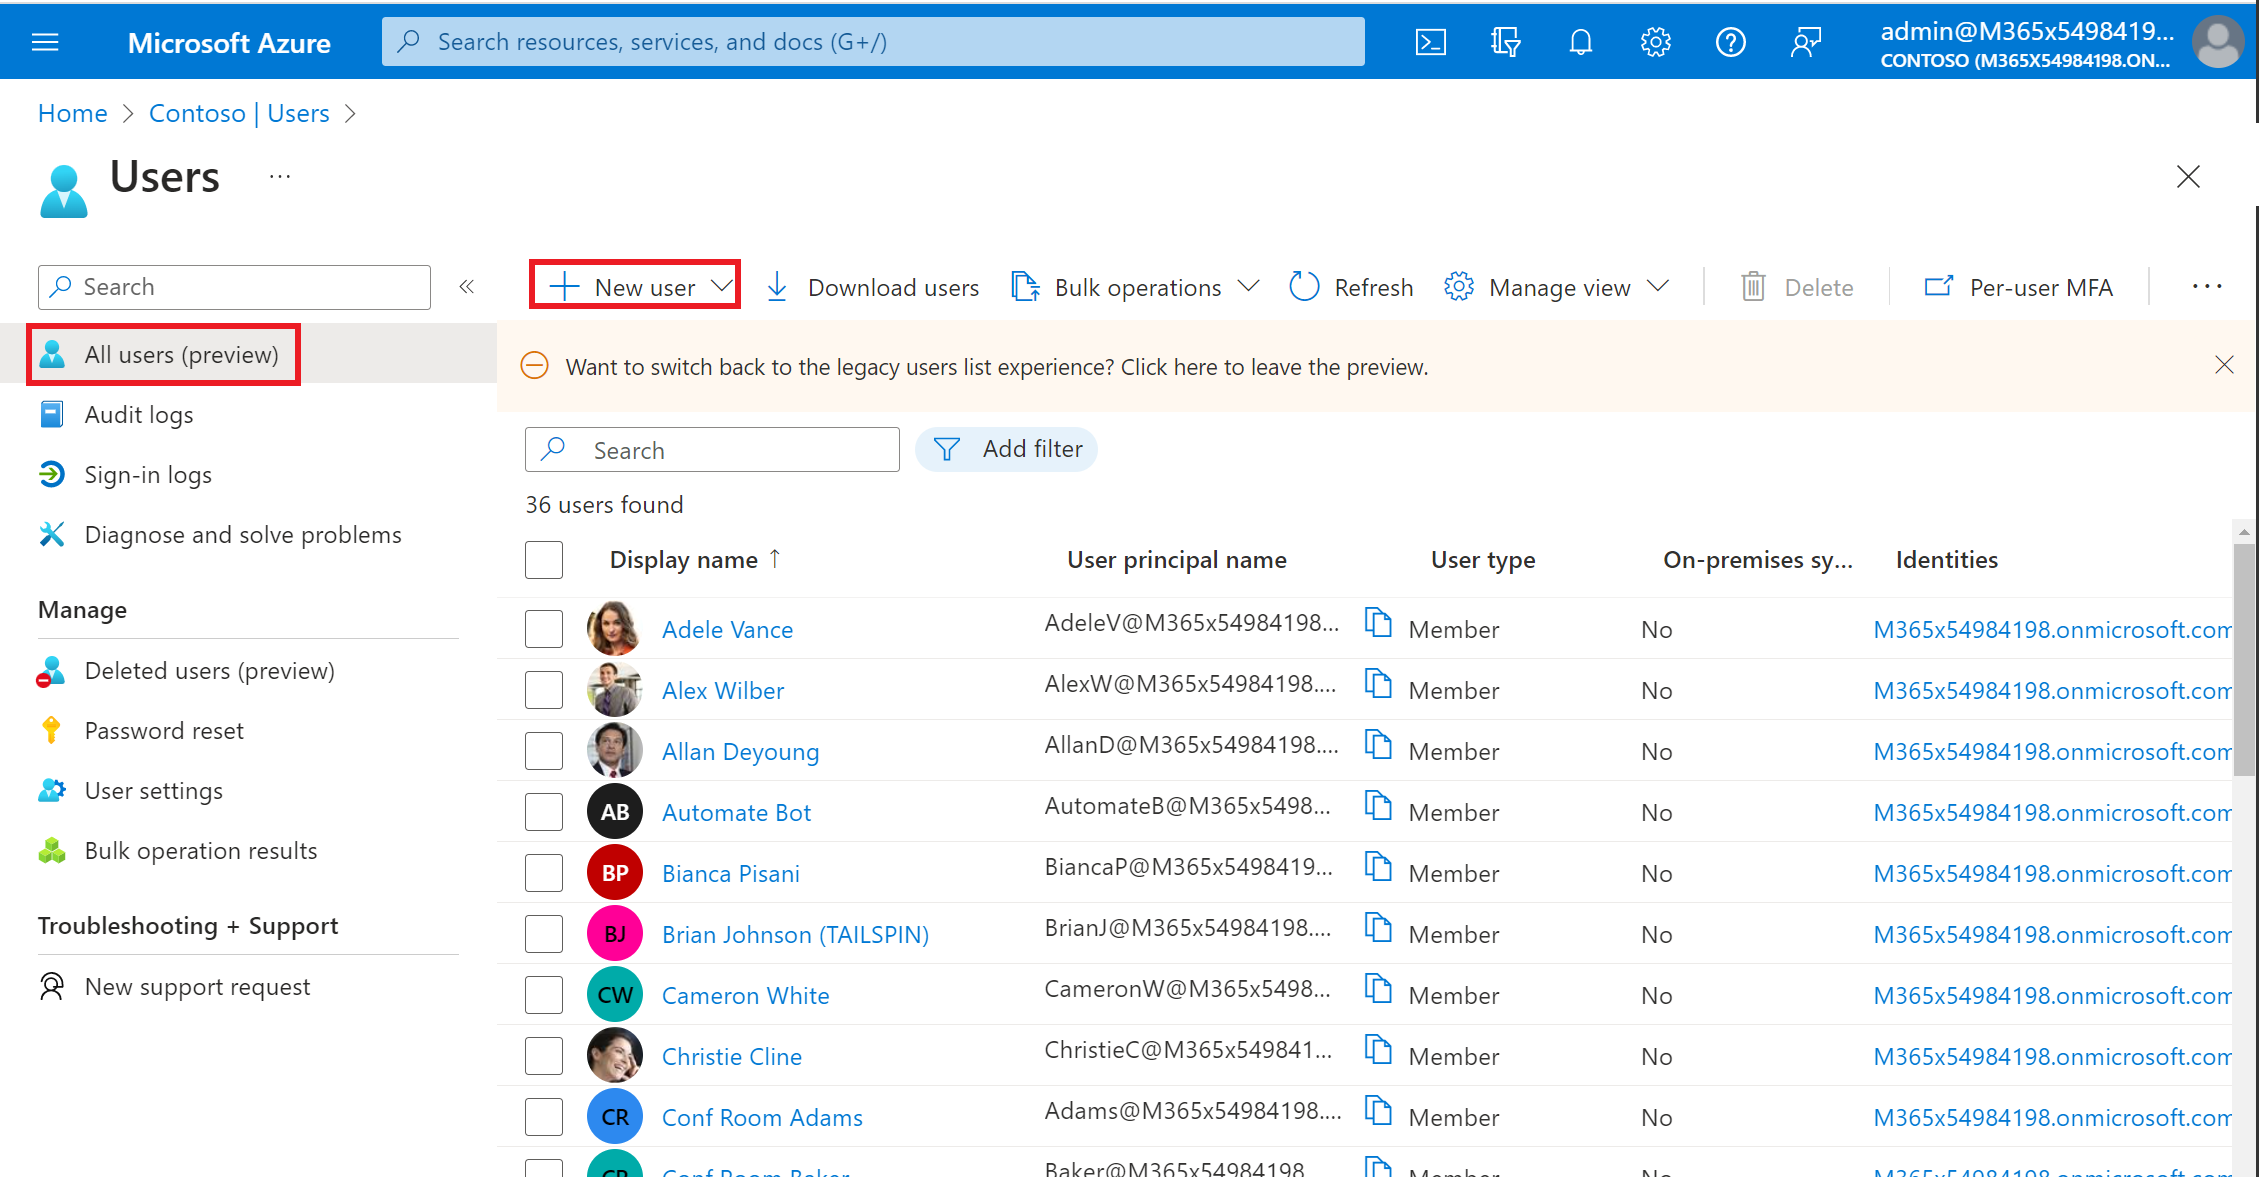 Microsoft Azure
Search resources, services, and docs (G+/)
admin@M365x5498419...
CONTOSO (M365X54984198.ON...
Home > Contoso | Users >
Users ...
Search «
New user
Download users
Bulk operations
Refresh
Manage view
Delete
Per-user MFA
...
All users (preview)
Audit logs
Sign-in logs
Diagnose and solve problems
Manage
Deleted users (preview)
Password reset
User settings
Bulk operation results
Troubleshooting + Support
New support request
Want to switch back to the legacy users list experience? Click here to leave the preview.
Search
Add filter
36 users found
Display name ↑ User principal name User type On-premises sy... Identities
Adele Vance AdeleV@M365x54984198... Member No M365x54984198.onmicrosoft.com
Alex Wilber AlexW@M365x54984198.... Member No M365x54984198.onmicrosoft.com
Allan Deyoung AllanD@M365x54984198.... Member No M365x54984198.onmicrosoft.com
AB Automate Bot AutomateB@M365x5498... Member No M365x54984198.onmicrosoft.com
BP Bianca Pisani BiancaP@M365x5498419... Member No M365x54984198.onmicrosoft.com
BJ Brian Johnson (TAILSPIN) BrianJ@M365x54984198.... Member No M365x54984198.onmicrosoft.com
CW Cameron White CameronW@M365x5498... Member No M365x54984198.onmicrosoft.com
Christie Cline ChristieC@M365x549841... Member No M365x54984198.onmicrosoft.com
CR Conf Room Adams Adams@M365x54984198.... Member No M365x54984198.onmicrosoft.com
CR Conf Room Baker Baker@M365x54984198 Member No M365x54984198.onmicrosoft.com